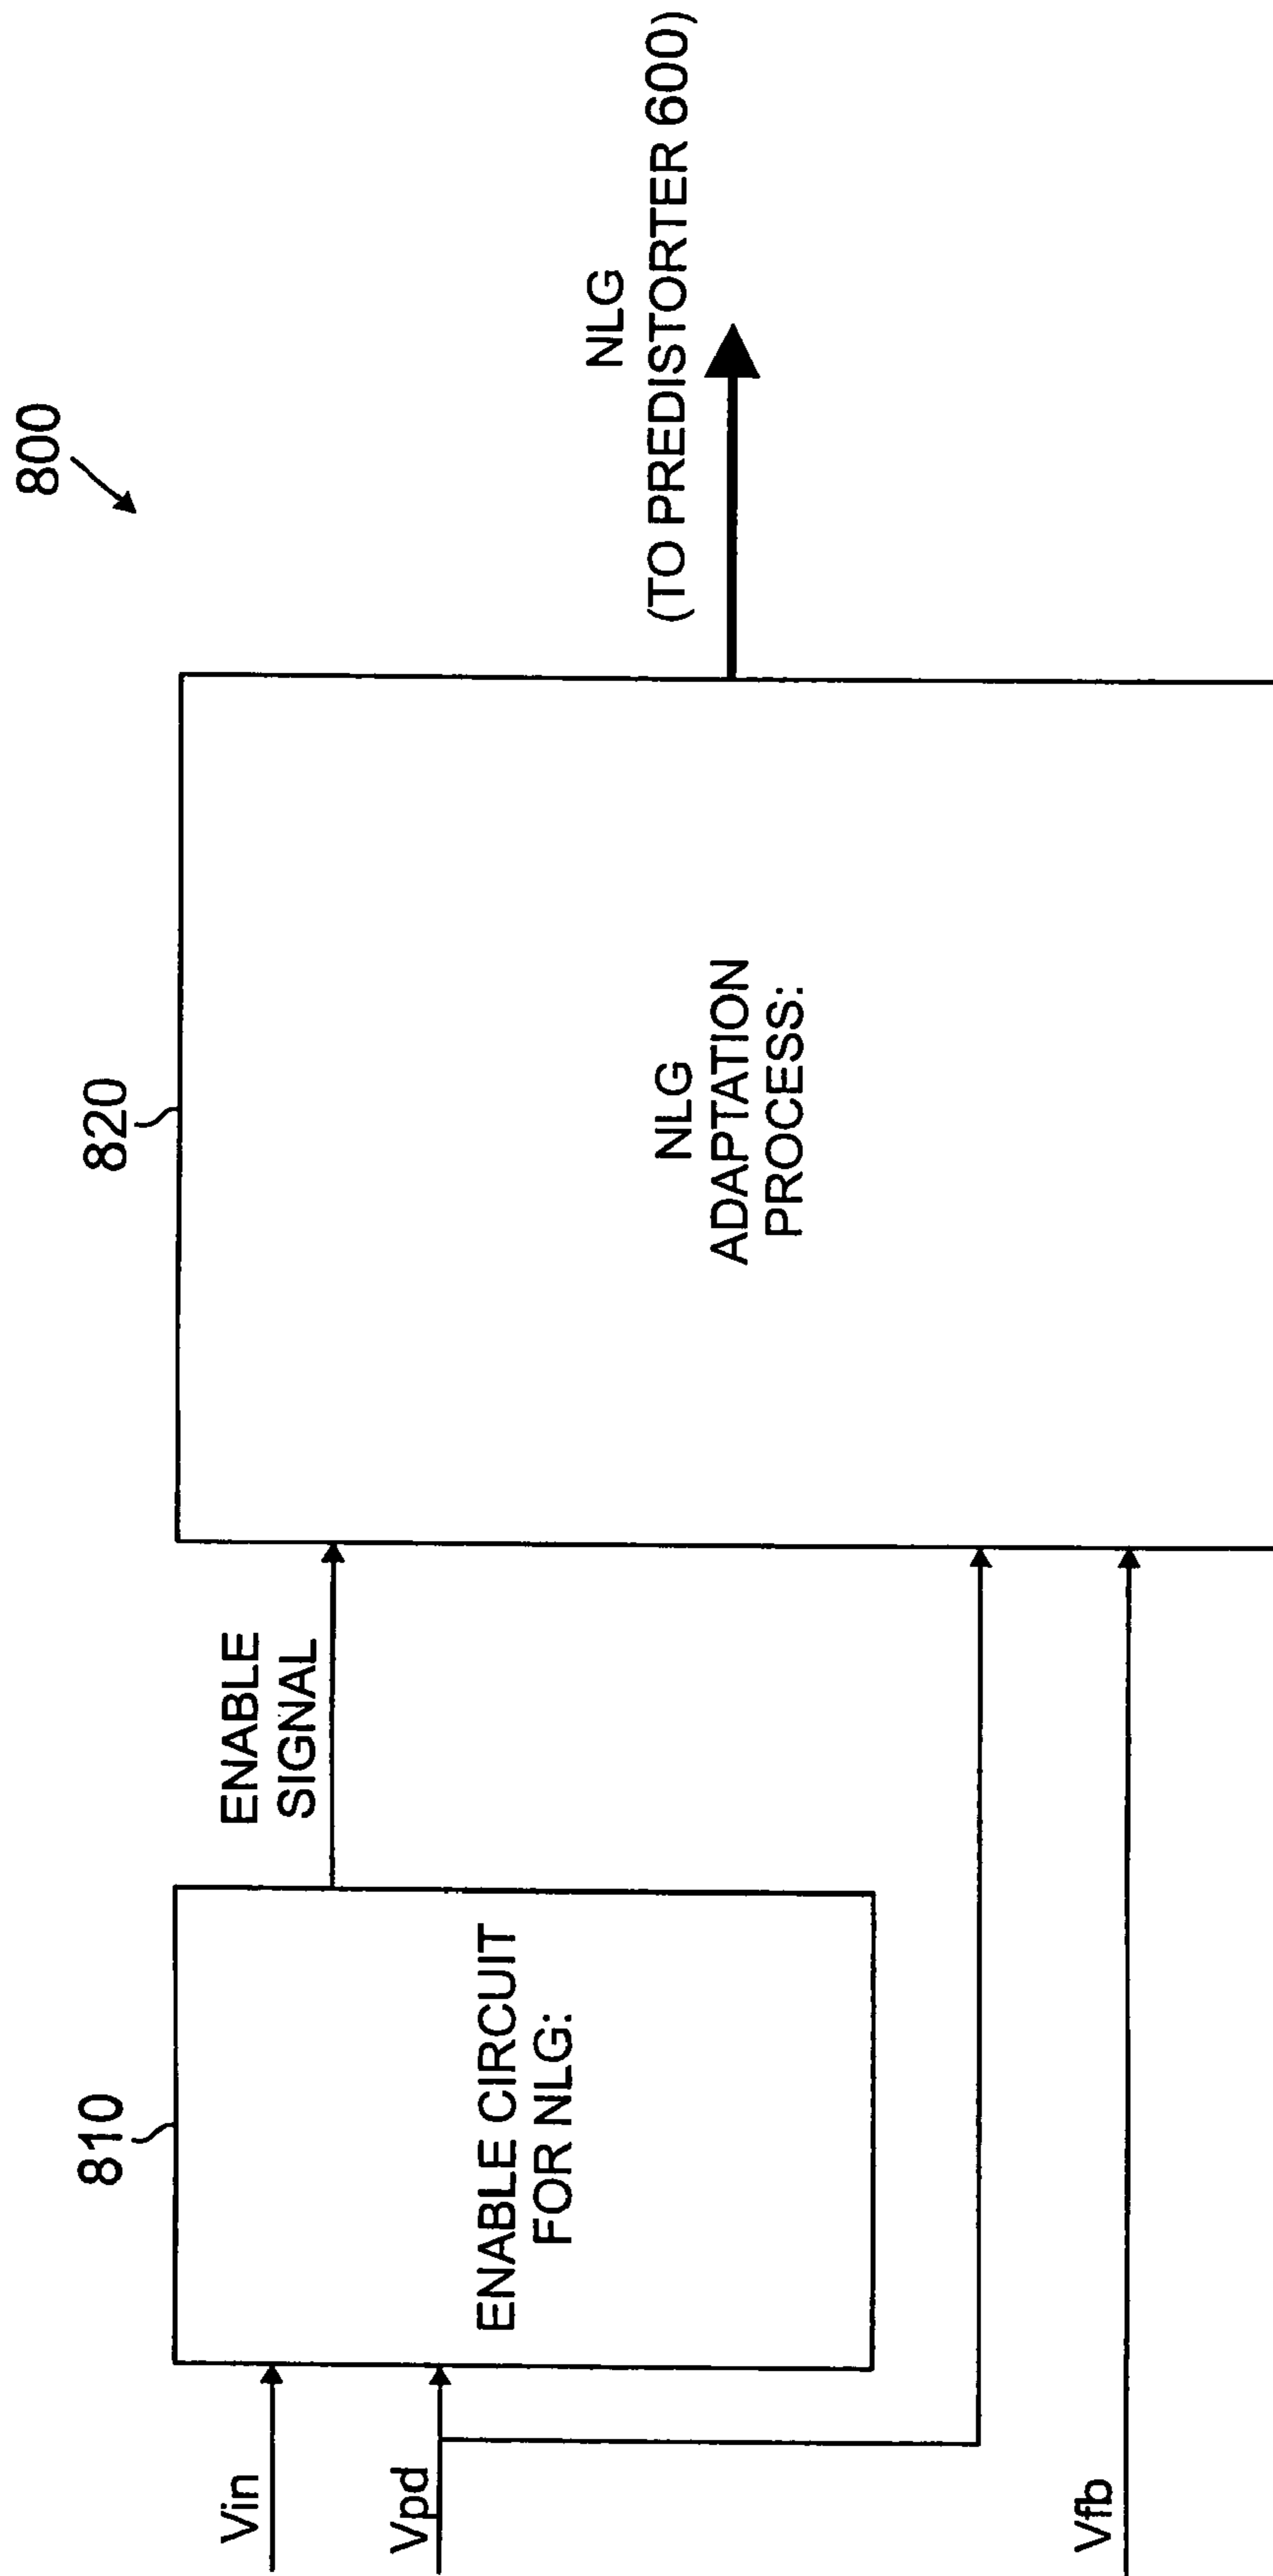 800
810
820
Vin
Vpd
Vfb
ENABLE CIRCUIT
FOR NLG:
ENABLE
SIGNAL
NLG
ADAPTATION
PROCESS:
NLG
(TO PREDISTORTER 600)